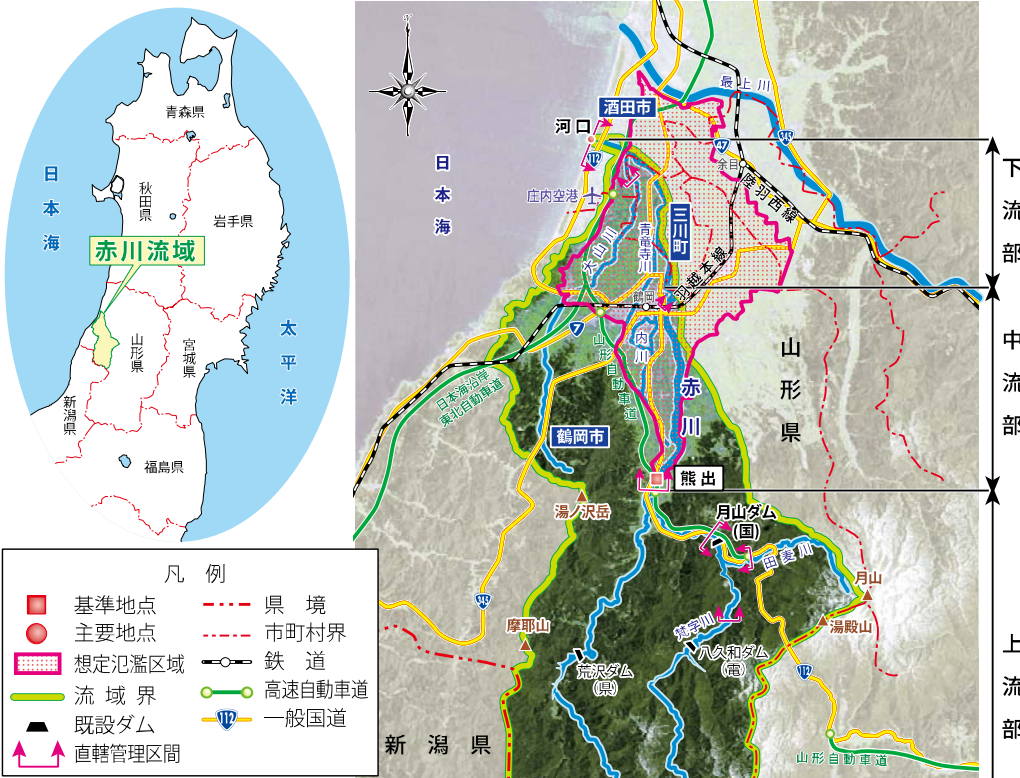 青森県
秋田県
岩手県
日本海
赤川流域
山形県
宮城県
太平洋
新潟県
福島県
凡 例
基準地点
主要地点
想定氾濫区域
流域界
既設ダム
直轄管理区間
県 境
市町村界
鉄 道
高速自動車道
112
一般国道
最上川
酒田市
河口
112
47
345
余目
日本海
庄内空港
陸羽西線
三川町
青竜寺川
大山川
羽越本線
鶴岡
7
内川
山形自動車道
日本海沿岸
東北自動車道
赤川
山形県
鶴岡市
熊出
湯ノ沢岳
月山ダム
(国)
田麦川
月山
345
摩耶山
梵字川
湯殿山
荒沢ダム
(県)
八久和ダム
(電)
112
新潟県
山形自動車道
下流部
中流部
上流部